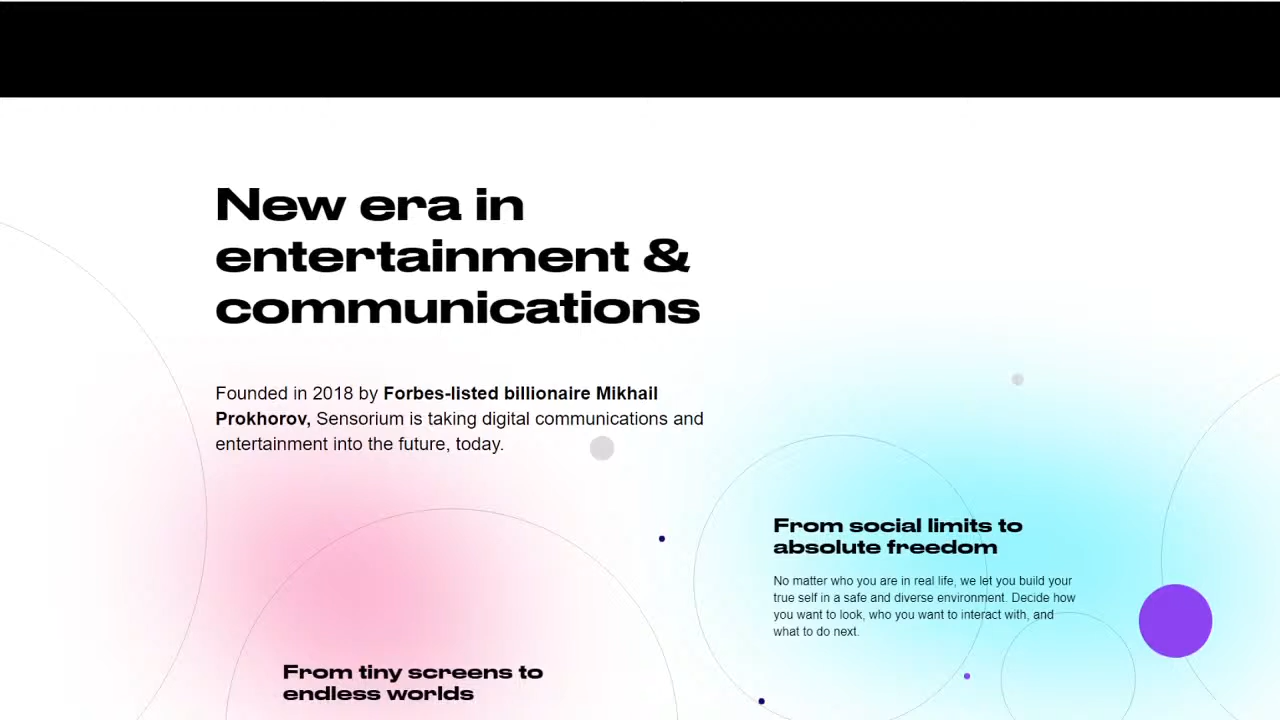 New era in
entertainment &
communications
Founded in 2018 by Forbes-listed billionaire Mikhail
Prokhorov, Sensorium is taking digital communications and
entertainment into the future, today.
From social limits to
absolute freedom
No matter who you are in real life, we let you build your
true self in a safe and diverse environment. Decide how
you want to look, who you want to interact with, and
what to do next.
From tiny screens to
endless worlds